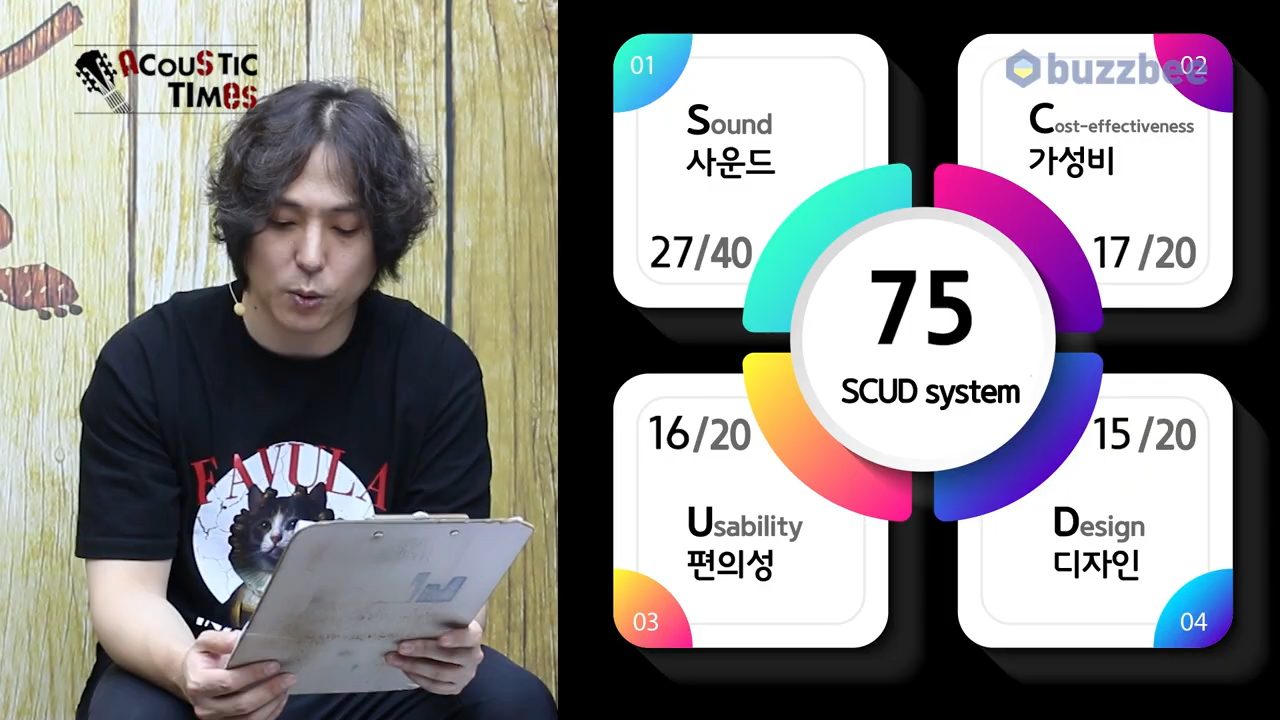 ACOUSTIC
TIMES
buzzbee
01
Sound
사운드
27/40
02
Cost-effectiveness
가성비
17/20
75
SCUD system
16/20
Usability
편의성
03
15/20
Design
디자인
04
FAVULA